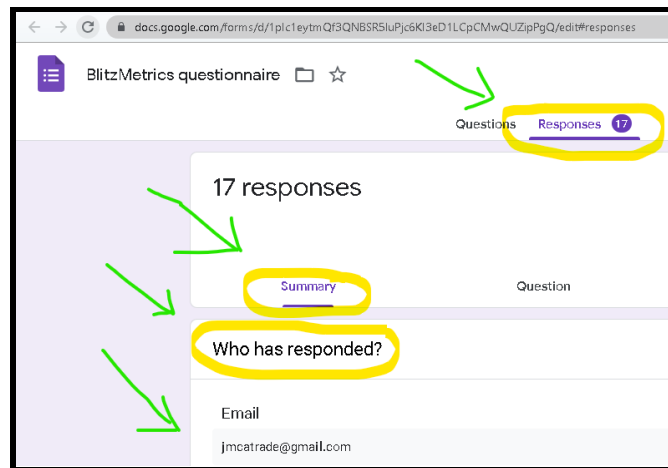 docs.google.com/forms/d/1pIc1eytmQf3QNBSR5luPjc6Kl3eD1LCpCMwQUZipPgQ/edit#responses
BlitzMetrics questionnaire
Questions Responses 17
17 responses
Summary Question
Who has responded?
Email
jmcatrade@gmail.com